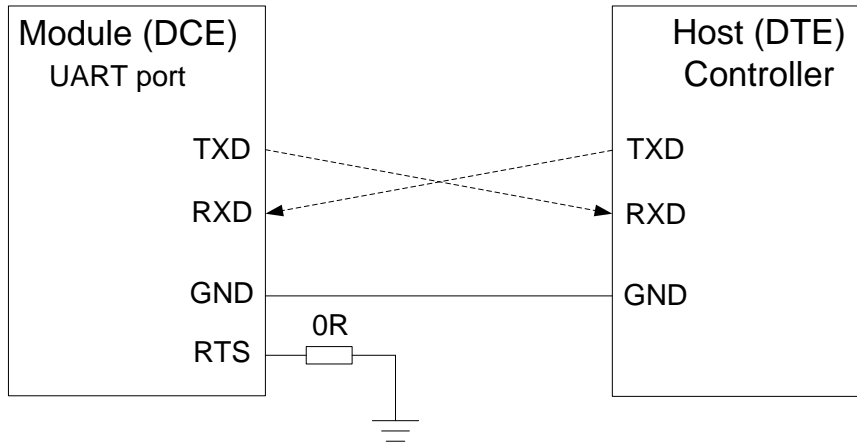 Module (DCE)
UART port
Host (DTE)
Controller
TXD
TXD
RXD
RXD
GND
GND
0R
RTS